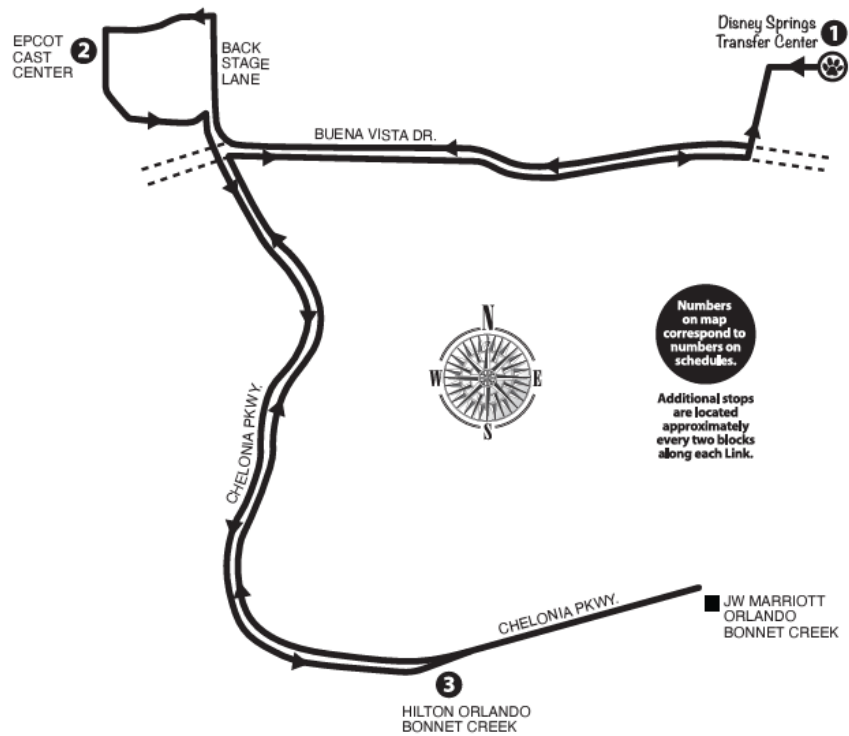 Disney Springs
Transfer Center
1
EPCOT
CAST
CENTER
2
BACK
STAGE
LANE
BUENA VISTA DR.
N
W
E
S
Numbers
on map
correspond to
numbers on
schedules.
Additional stops
are located
approximately
every two blocks
along each Link.
CHELONIA PKWY.
CHELONIA PKWY.
JW MARRIOTT
ORLANDO
BONNET CREEK
3
HILTON ORLANDO
BONNET CREEK